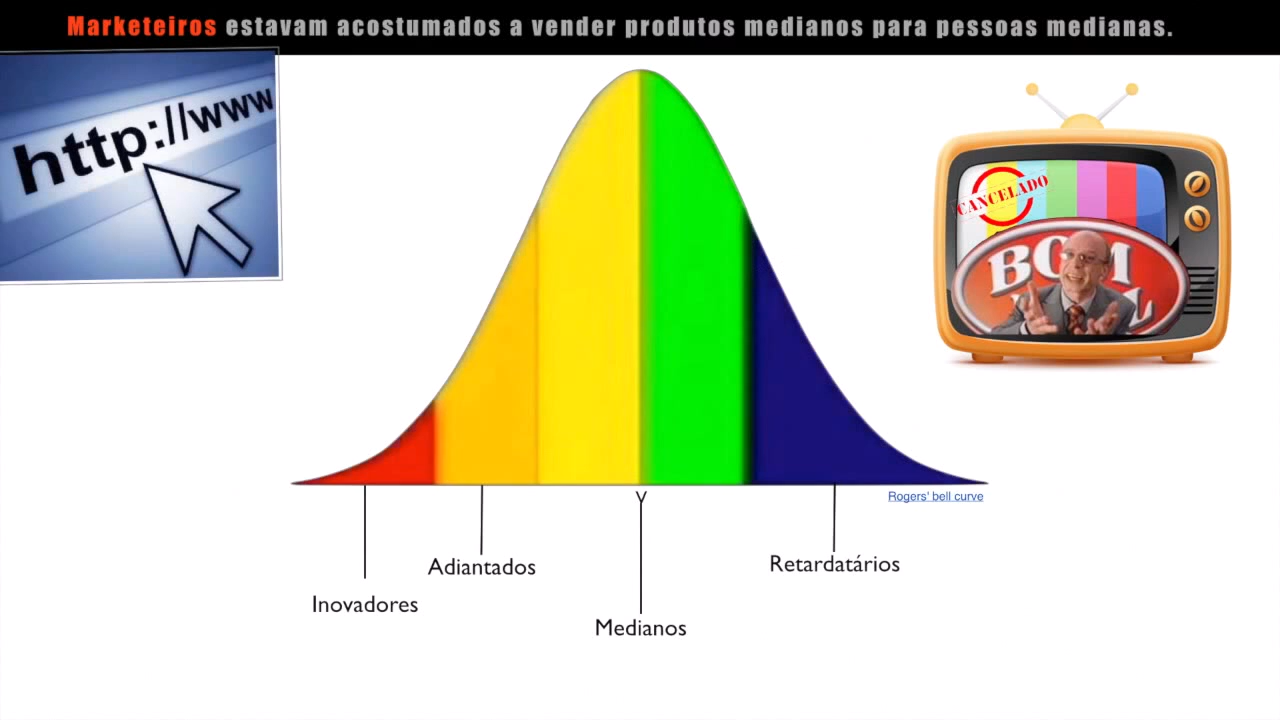 Marketeiros estavam acostumados a vender produtos medianos para pessoas medianas.
http://www
CANCELADO
BOM
Rogers' bell curve
Adiantados
Retardatários
Inovadores
Medianos